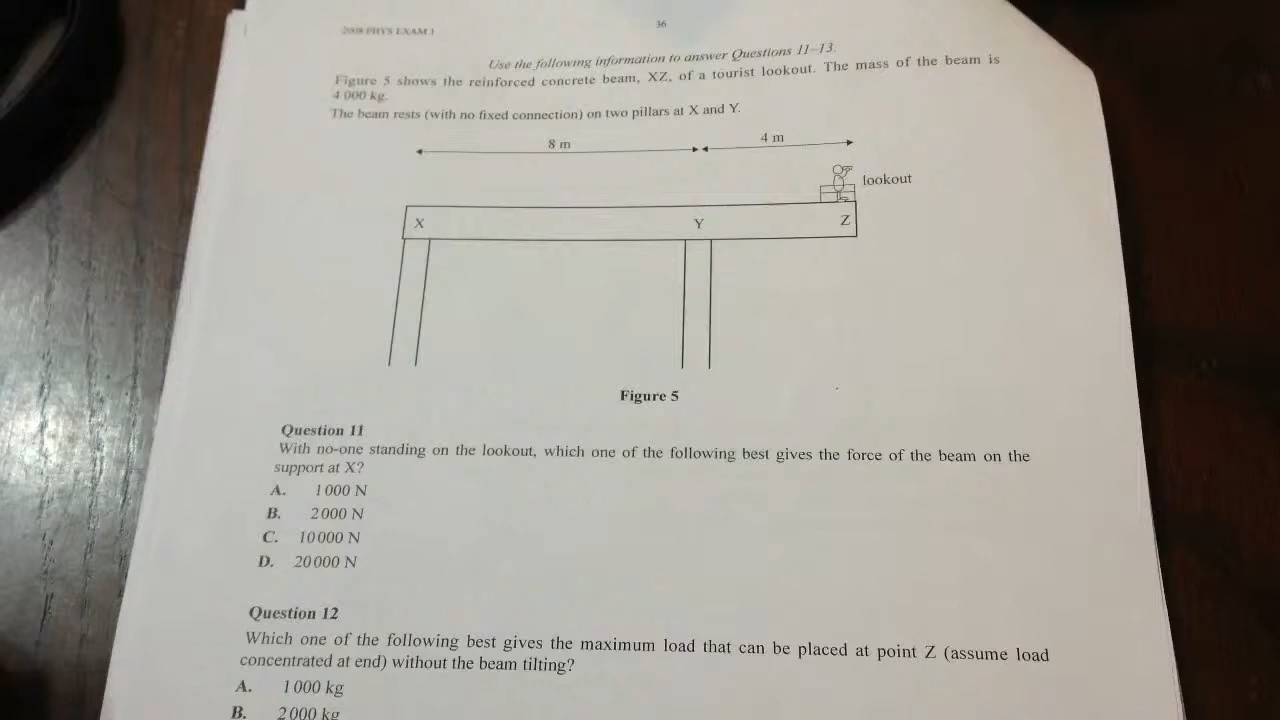 2008 PHYS EXAM 1
36
Use the following information to answer Questions 11–13.
Figure 5 shows the reinforced concrete beam, XZ, of a tourist lookout. The mass of the beam is
4 000 kg.
The beam rests (with no fixed connection) on two pillars at X and Y.
8 m
4 m
lookout
X
Y
Z
Figure 5
Question 11
With no-one standing on the lookout, which one of the following best gives the force of the beam on the
support at X?
A. 1 000 N
B. 2 000 N
C. 10 000 N
D. 20 000 N
Question 12
Which one of the following best gives the maximum load that can be placed at point Z (assume load
concentrated at end) without the beam tilting?
A. 1 000 kg
B. 2 000 kg